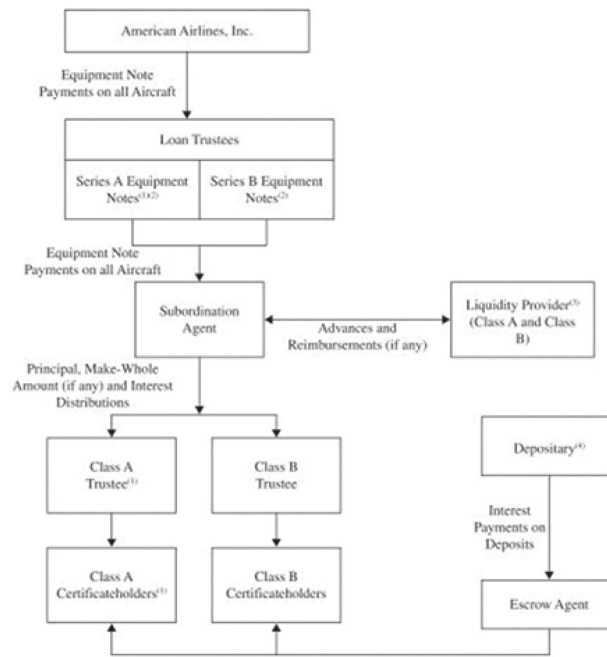 American Airlines, Inc.
Equipment Note
Payments on all Aircraft
Loan Trustees
Series A Equipment
Notes(1)(2)
Series B Equipment
Notes(2)
Equipment Note
Payments on all Aircraft
Subordination
Agent
Advances and
Reimbursements (if any)
Liquidity Provider(3)
(Class A and Class
B)
Principal, Make-Whole
Amount (if any) and Interest
Distributions
Class A
Trustee(1)
Class B
Trustee
Depositary(4)
Interest
Payments on
Deposits
Class A
Certificateholders(1)
Class B
Certificateholders
Escrow Agent